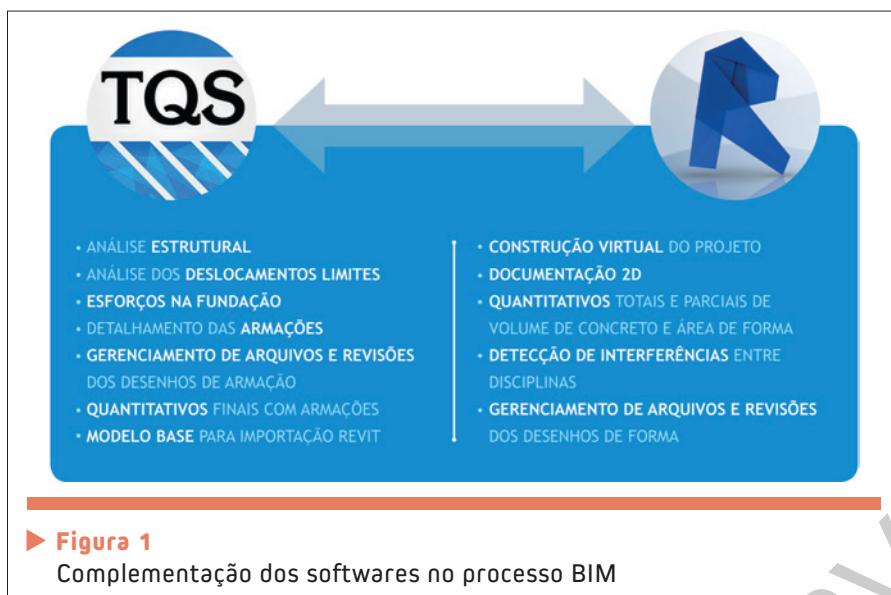 TQS
• ANÁLISE ESTRUTURAL
• ANÁLISE DOS DESLOCAMENTOS LIMITES
• ESFORÇOS NA FUNDAÇÃO
• DETALHAMENTO DAS ARMAÇÕES
• GERENCIAMENTO DE ARQUIVOS E REVISÕES
DOS DESENHOS DE ARMAÇÃO
• QUANTITATIVOS FINAIS COM ARMAÇÕES
• MODELO BASE PARA IMPORTAÇÃO REVIT
• CONSTRUÇÃO VIRTUAL DO PROJETO
• DOCUMENTAÇÃO 2D
• QUANTITATIVOS TOTAIS E PARCIAIS DE
VOLUME DE CONCRETO E ÁREA DE FORMA
• DETECÇÃO DE INTERFERÊNCIAS ENTRE
DISCIPLINAS
• GERENCIAMENTO DE ARQUIVOS E REVISÕES
DOS DESENHOS DE FORMA
Figura 1
Complementação dos softwares no processo BIM